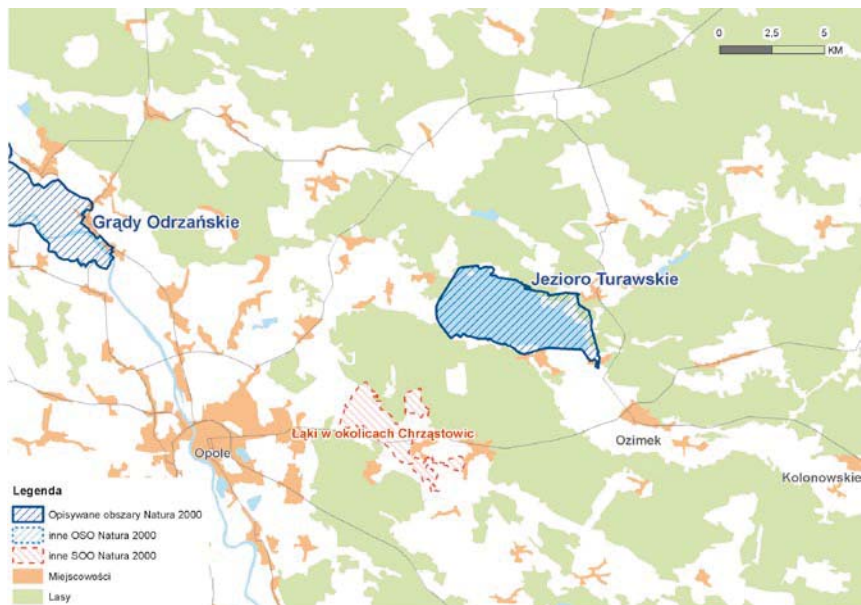 0 2,5 5
KM
Grądy Odrzańskie
Jezioro Turawskie
Łąki w okolicach Chrząstowic
Opole
Ozimek
Kolonowskie
Legenda
Opisywane obszary Natura 2000
inne OSO Natura 2000
inne SOO Natura 2000
Miejscowości
Lasy